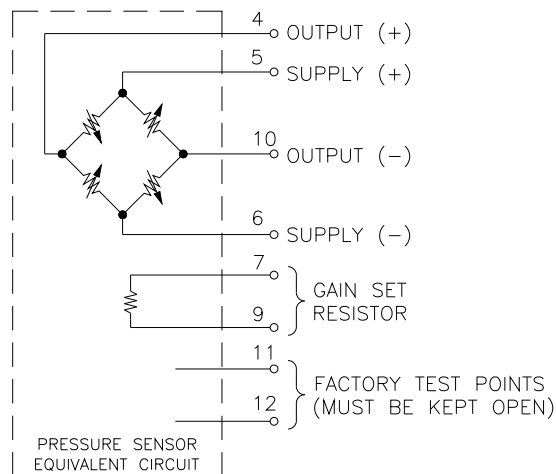 4
OUTPUT (+)
5
SUPPLY (+)
10
OUTPUT (−)
6
SUPPLY (−)
7
GAIN SET
RESISTOR
9
11
FACTORY TEST POINTS
(MUST BE KEPT OPEN)
12
PRESSURE SENSOR
EQUIVALENT CIRCUIT